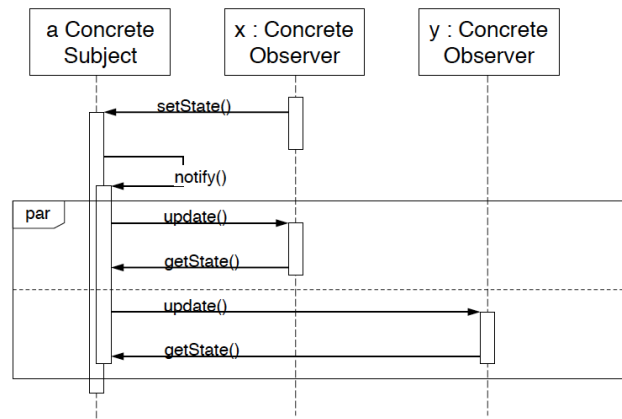 a Concrete
Subject
x : Concrete
Observer
y : Concrete
Observer
setState()
notify()
par
update()
getState()
update()
getState()